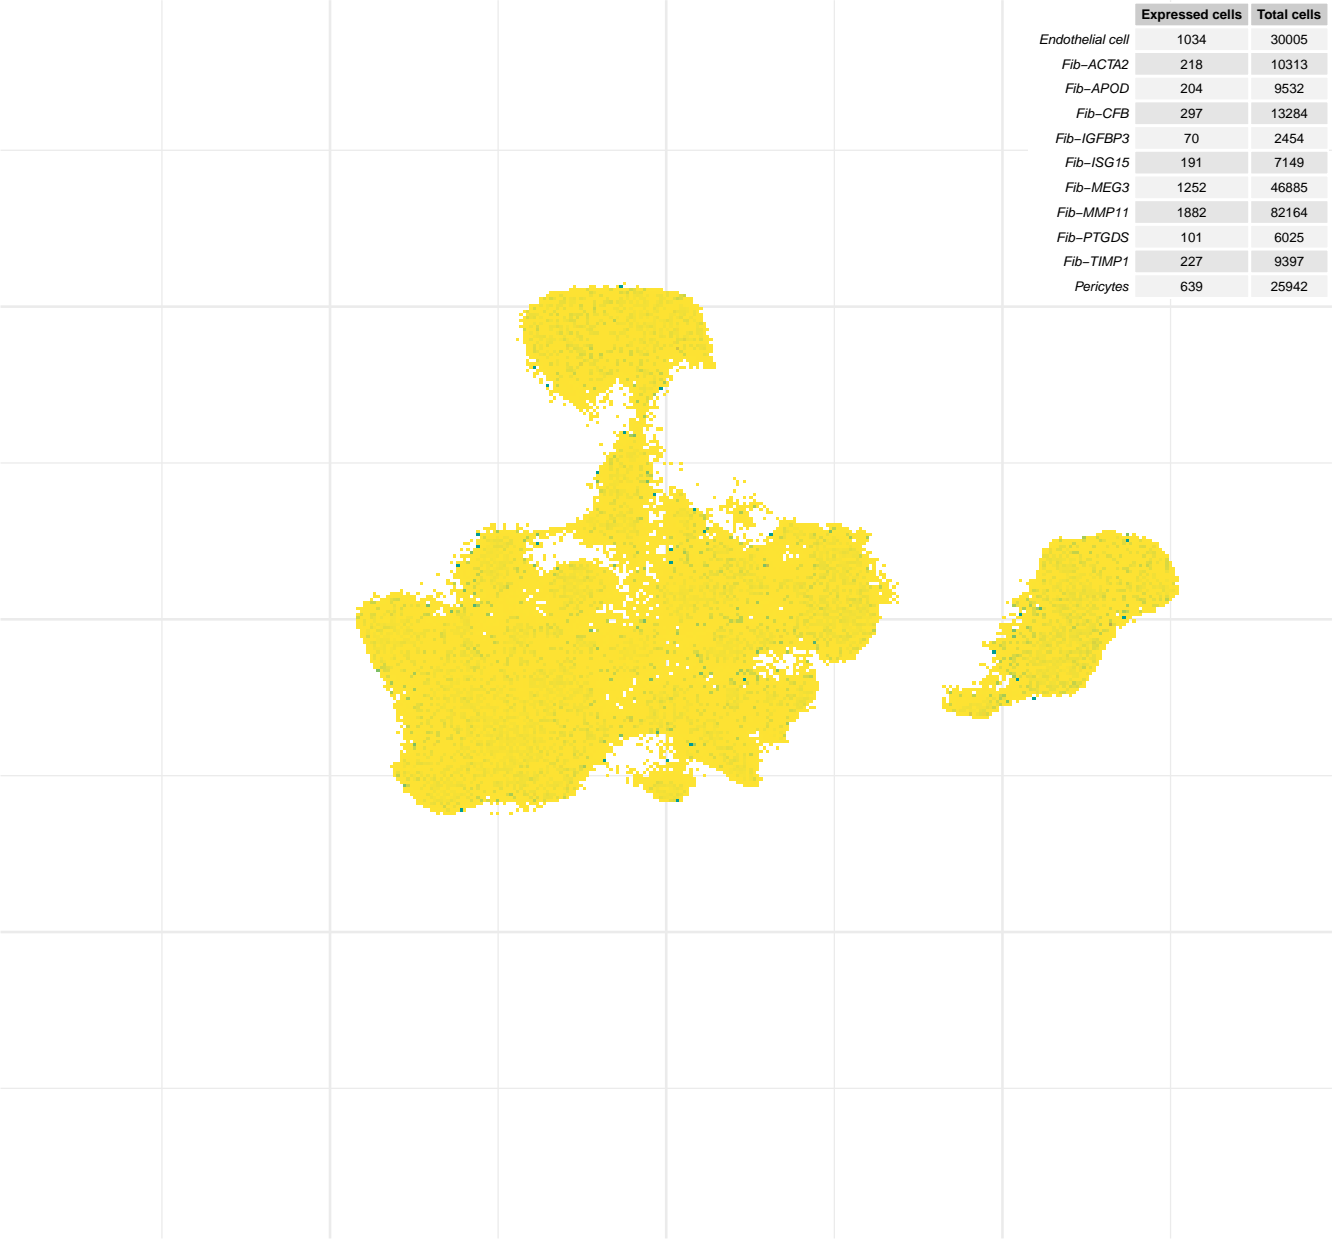 Expressed cells Total cells
Endothelial cell 1034 30005
Fib−ACTA2 218 10313
Fib−APOD 204 9532
Fib−CFB 297 13284
Fib−IGFBP3 70 2454
Fib−ISG15 191 7149
Fib−MEG3 1252 46885
Fib−MMP11 1882 82164
Fib−PTGDS 101 6025
Fib−TIMP1 227 9397
Pericytes 639 25942